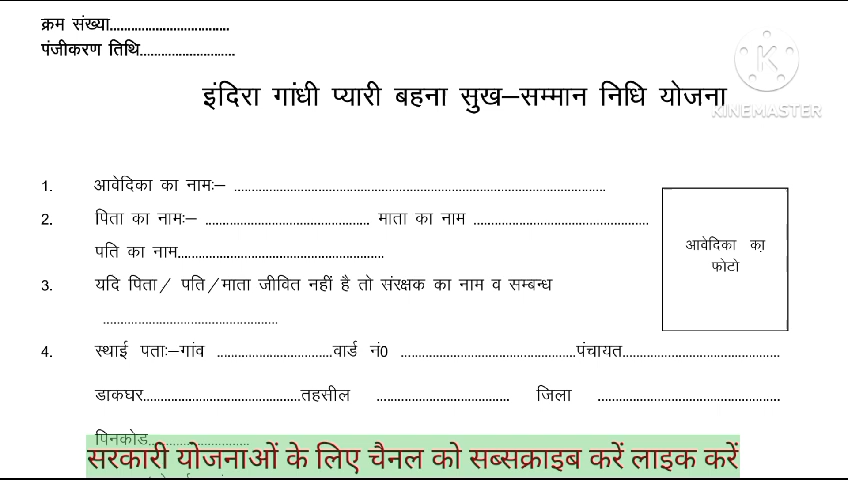 क्रम संख्या..................................
पंजीकरण तिथि...........................
KINEMASTER
इंदिरा गांधी प्यारी बहना सुख–सम्मान निधि योजना
1. आवेदिका का नामः– ..........................................................................................................
2. पिता का नामः– ............................................... माता का नाम ..................................................
पति का नाम...........................................................
आवेदिका का फोटो
3. यदि पिता / पति /माता जीवित नहीं है तो संरक्षक का नाम व सम्बन्ध
..................................................
4. स्थाई पताः–गांव .................................वार्ड नं0 ..................................................पंचायत.............................................
डाकघर.............................................तहसील ...................................... जिला ....................................................
पिनकोड.............................
सरकारी योजनाओं के लिए चैनल को सब्सक्राइब करें लाइक करें